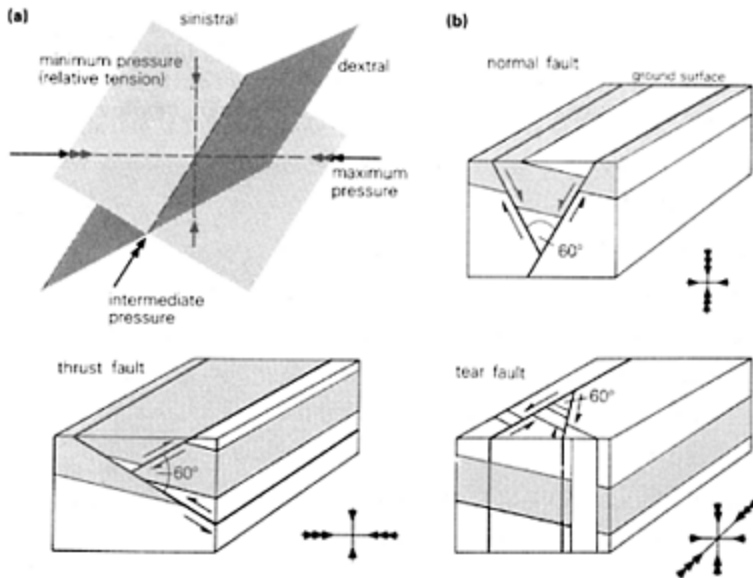 (a)
sinistral
minimum pressure
(relative tension)
dextral
maximum
pressure
intermediate
pressure
(b)
normal fault
ground surface
60°
thrust fault
60°
tear fault
60°